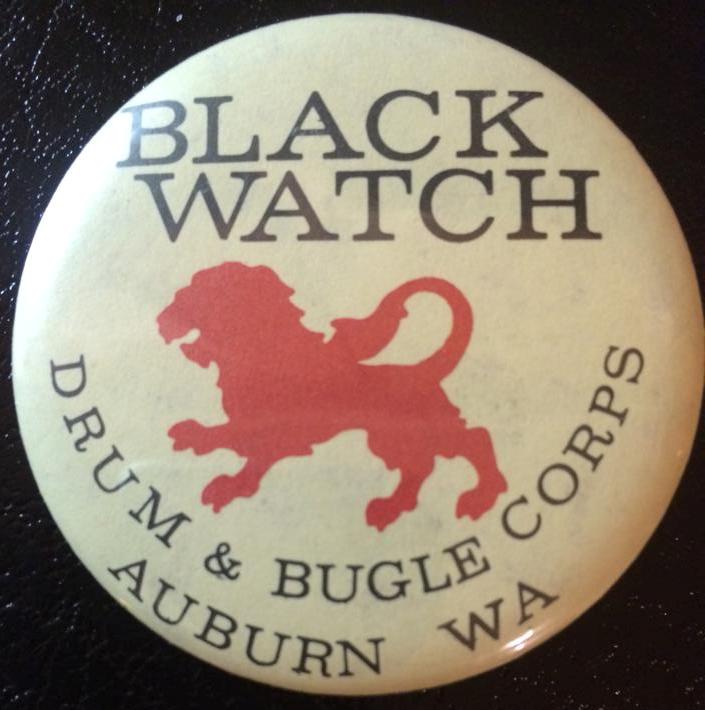 BLACK
WATCH
DRUM & BUGLE CORPS
AUBURN WA